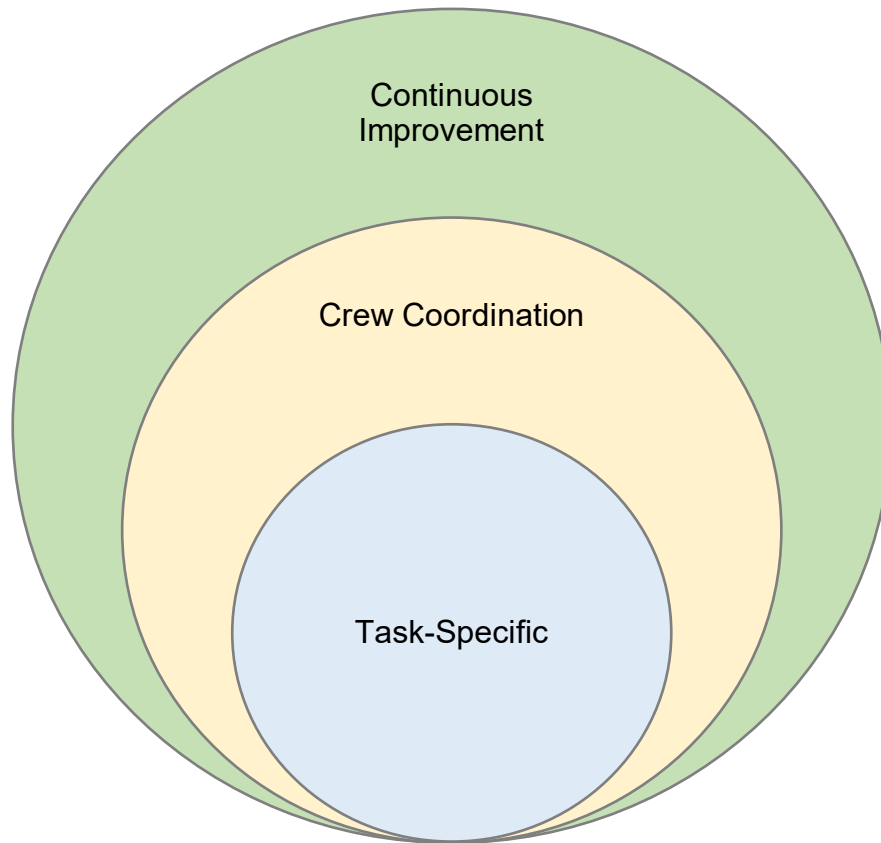 Continuous
Improvement
Crew Coordination
Task-Specific